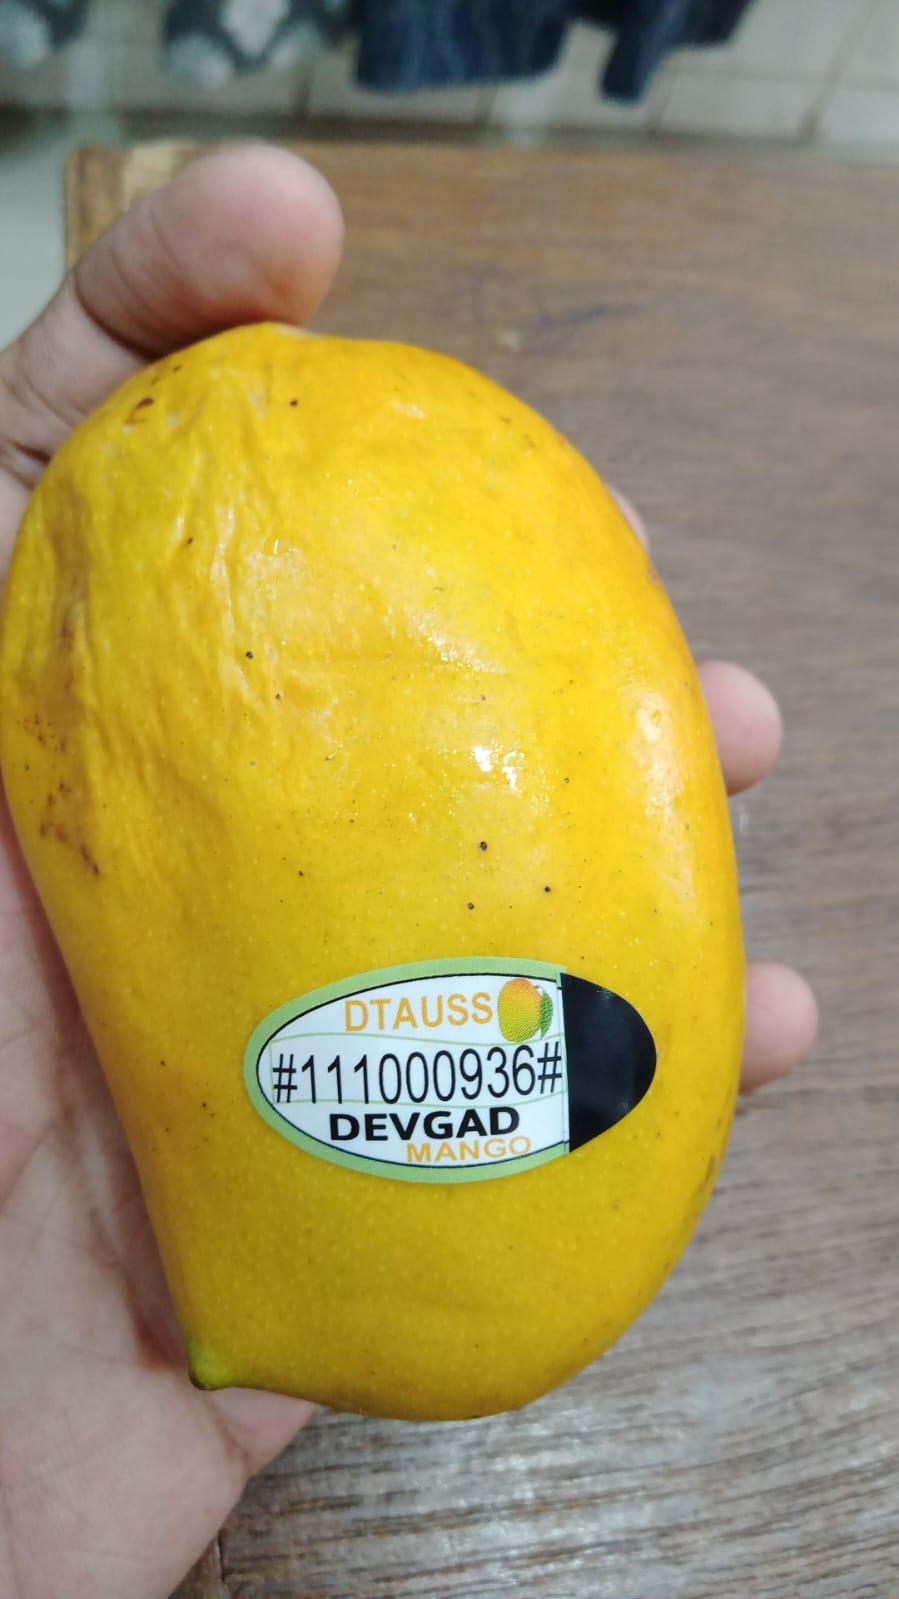 DTAUSS
#111000936#
DEVGAD
MANGO